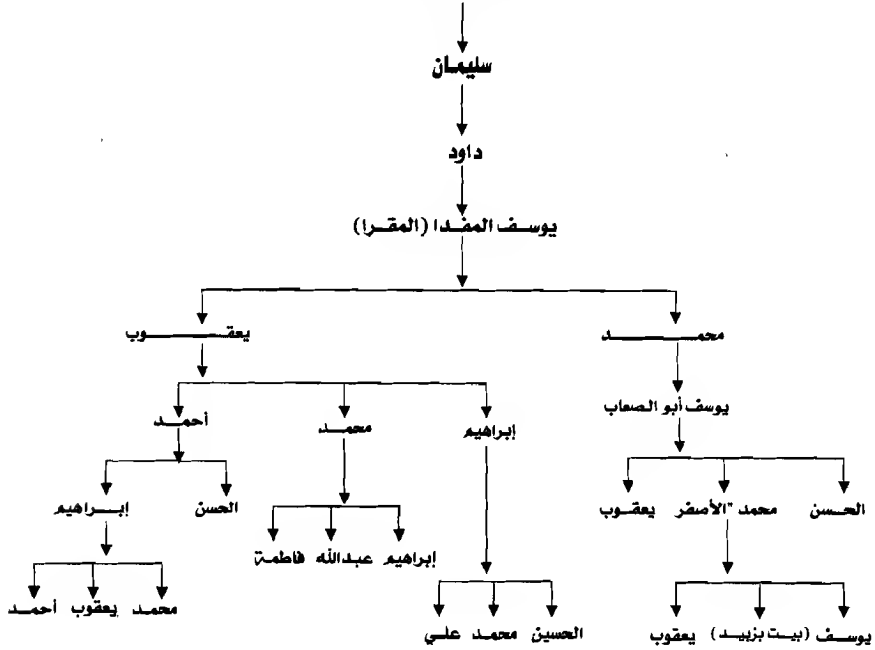 سليمان
داود
يوسف المفدا (المقرا)
محمد يعقوب
يوسف أبو الصعاب
إبراهيم محمد أحمد
الحسن محمد "الأصفر يعقوب
الحسن إبراهيم
إبراهيم عبدالله فاطمة
محمد يعقوب أحمد
يوسف (بيت بزبيد) يعقوب
الحسين محمد علي